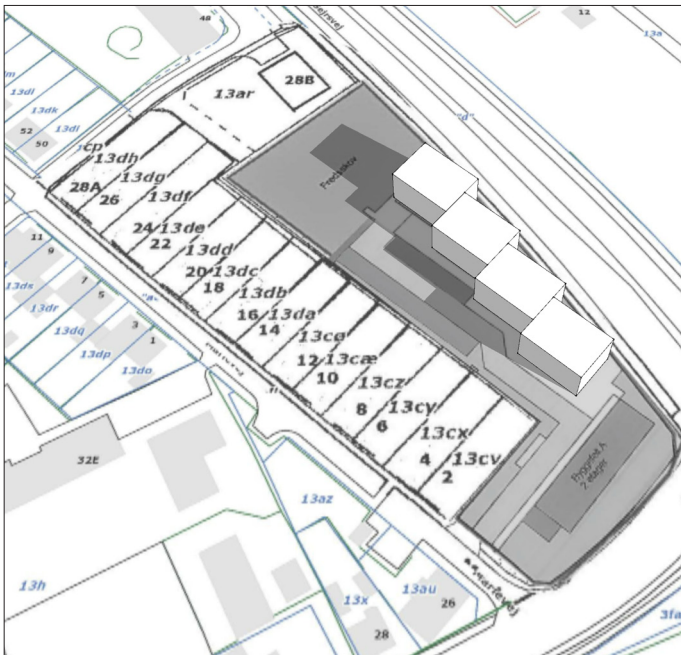 48
12
13a
"d"
28B
13ar
13dk
13dl
52
50
cp
13dh
28A
13dg
26
13df
24
13de
22
13dd
20
13dc
18
13db
16
13da
14
13cø
12
13cæ
10
13cz
8
13cy
6
13cx
4
13cv
2
11
9
13ds
7
5
13dr
3
1
13dq
13dp
13do
32E
13az
13h
13x
13au
26
28
3fa
Byggefelt A
2 etager